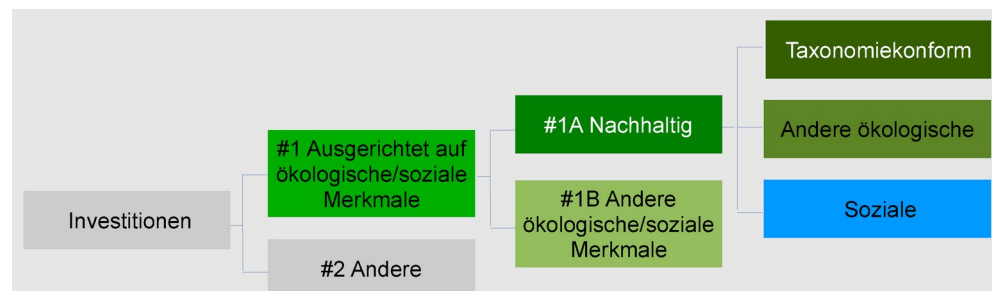 Investitionen
#1 Ausgerichtet auf
ökologische/soziale
Merkmale
#2 Andere
#1A Nachhaltig
#1B Andere
ökologische/soziale
Merkmale
Taxonomiekonform
Andere ökologische
Soziale